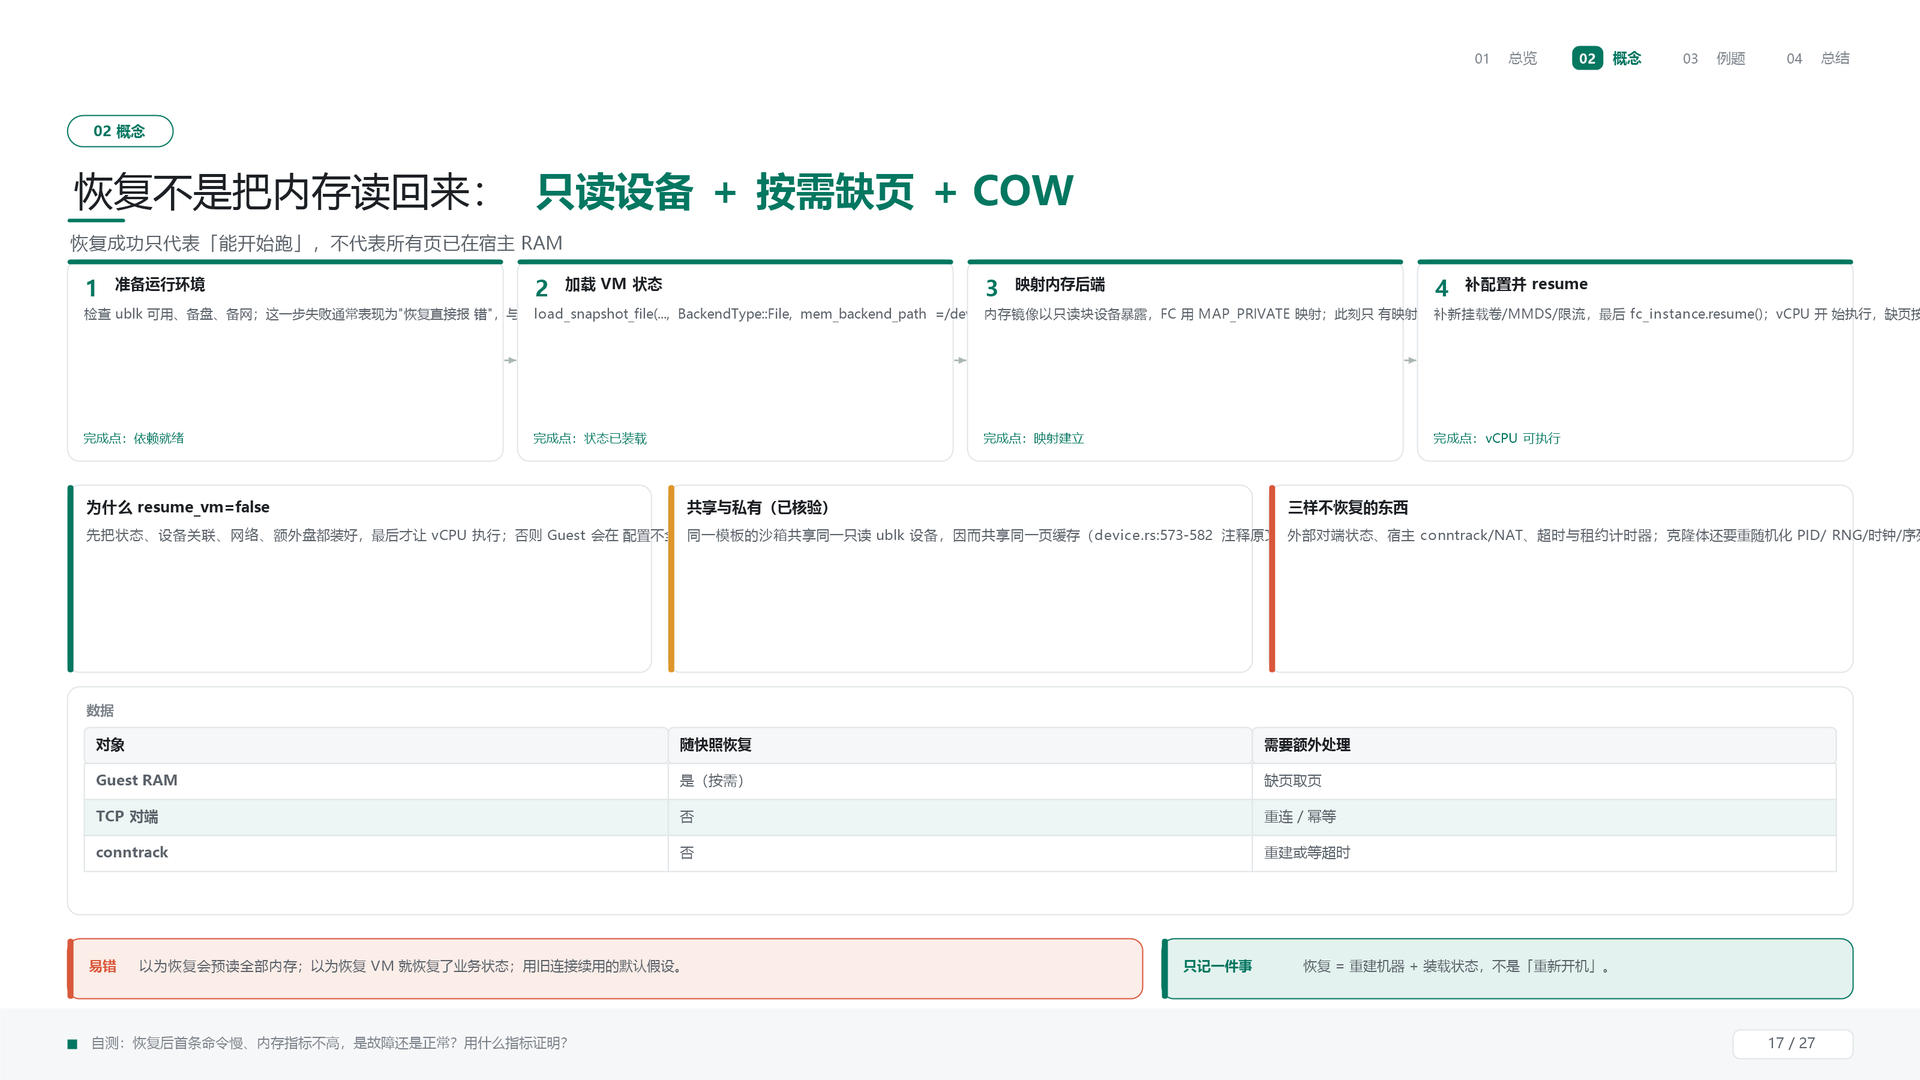 01 总览 02 概念 03 例题 04 总结
02 概念
恢复不是把内存读回来： 只读设备 + 按需缺页 + COW
恢复成功只代表「能开始跑」，不代表所有页已在宿主 RAM
1 准备运行环境
检查 ublk 可用、备盘、备网；这一步失败通常表现为"恢复直接报 错"，与
完成点：依赖就绪
2 加载 VM 状态
load_snapshot_file(..., BackendType::File, mem_backend_path =/de
完成点：状态已装载
3 映射内存后端
内存镜像以只读块设备暴露，FC 用 MAP_PRIVATE 映射；此刻只 有映射
完成点：映射建立
4 补配置并 resume
补新挂载卷/MMDS/限流，最后 fc_instance.resume()；vCPU 开 始执行，缺页按
完成点：vCPU 可执行
为什么 resume_vm=false
先把状态、设备关联、网络、额外盘都装好，最后才让 vCPU 执行；否则 Guest 会在 配置不
共享与私有（已核验）
同一模板的沙箱共享同一只读 ublk 设备，因而共享同一页缓存（device.rs:573-582 注释原
三样不恢复的东西
外部对端状态、宿主 conntrack/NAT、超时与租约计时器；克隆体还要重随机化 PID/ RNG/时钟/序
数据
对象 随快照恢复 需要额外处理
Guest RAM 是（按需） 缺页取页
TCP 对端 否 重连 / 幂等
conntrack 否 重建或等超时
易错 以为恢复会预读全部内存；以为恢复 VM 就恢复了业务状态；用旧连接续用的默认假设。
只记一件事 恢复 = 重建机器 + 装载状态，不是「重新开机」。
自测：恢复后首条命令慢、内存指标不高，是故障还是正常？用什么指标证明？
17 / 27